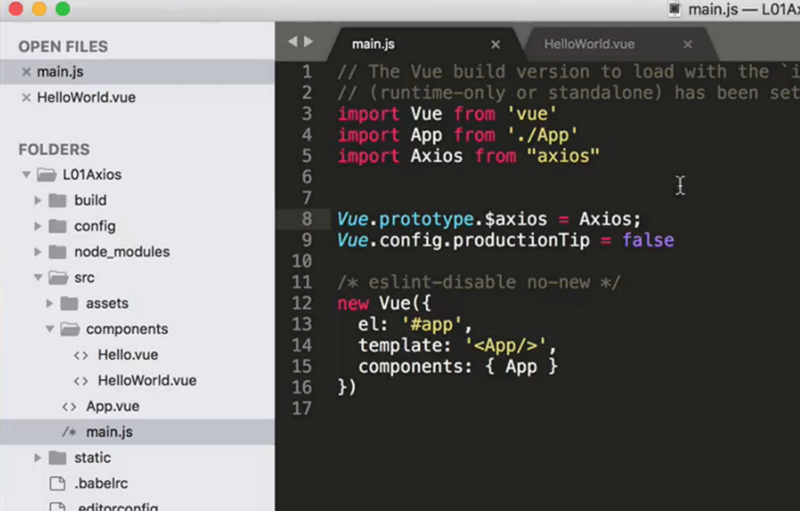 main.js — L01A
OPEN FILES
main.js
HelloWorld.vue
FOLDERS
L01Axios
build
config
node_modules
src
assets
components
Hello.vue
HelloWorld.vue
App.vue
main.js
static
.babelrc
.editorconfig
main.js
HelloWorld.vue
1 // The Vue build version to load with the `i
2 // (runtime-only or standalone) has been set
3 import Vue from 'vue'
4 import App from './App'
5 import Axios from "axios"
6
7
8 Vue.prototype.$axios = Axios;
9 Vue.config.productionTip = false
10
11 /* eslint-disable no-new */
12 new Vue({
13 el: '#app',
14 template: '<App/>',
15 components: { App }
16 })
17